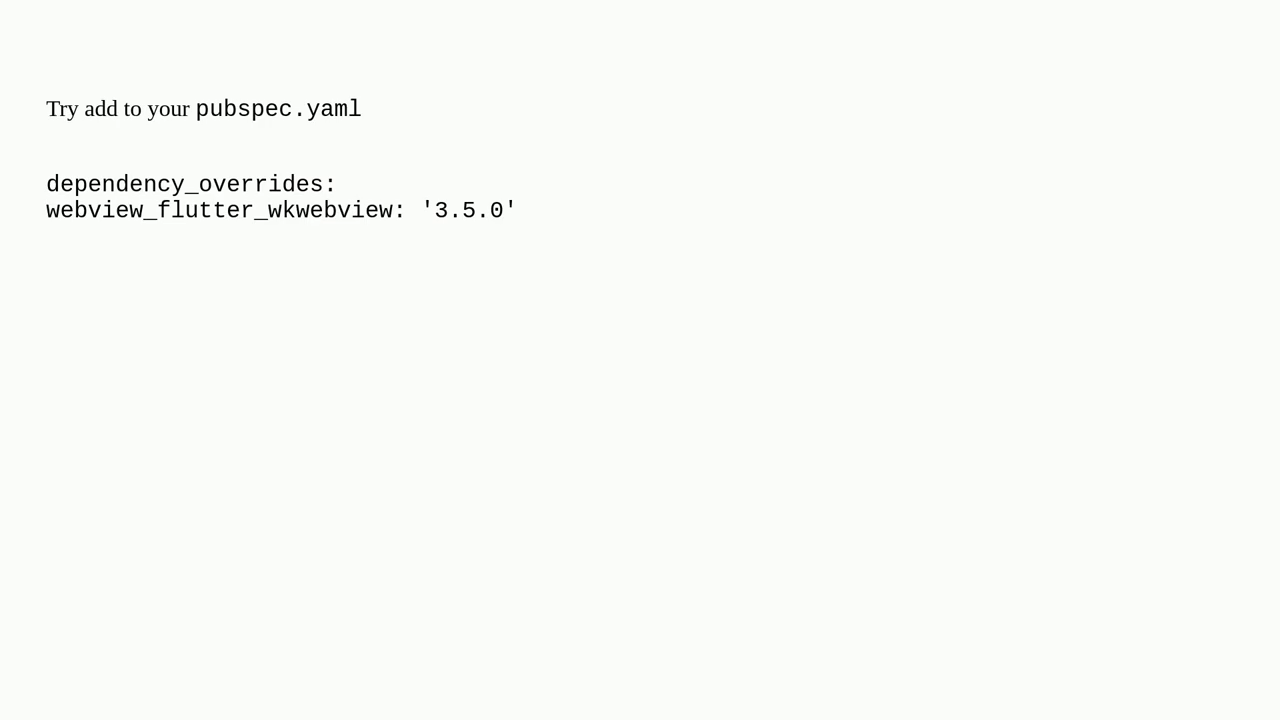 Try add to your pubspec.yaml
dependency_overrides:
webview_flutter_wkwebview: '3.5.0'